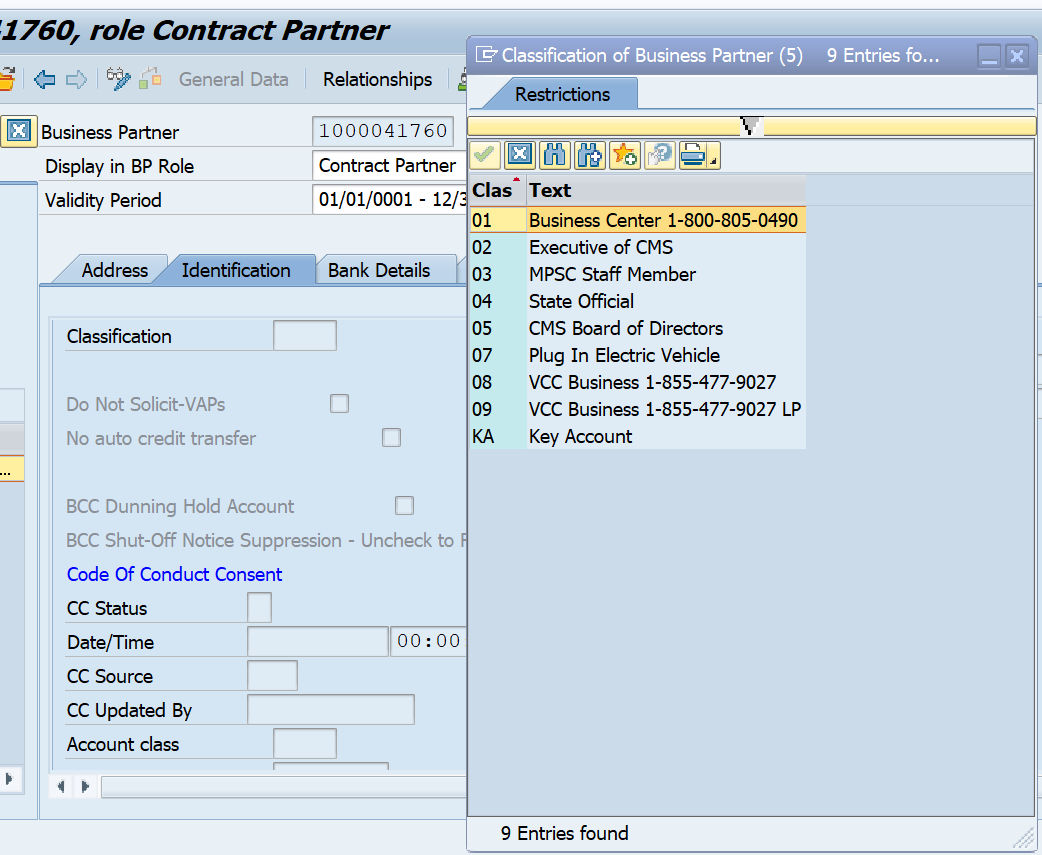 41760, role Contract Partner
General Data
Relationships
Business Partner
1000041760
Display in BP Role
Contract Partner
Validity Period
01/01/0001 - 12/3
Address
Identification
Bank Details
Classification
Do Not Solicit-VAPs
No auto credit transfer
BCC Dunning Hold Account
BCC Shut-Off Notice Suppression - Uncheck to
Code Of Conduct Consent
CC Status
Date/Time
00:00
CC Source
CC Updated By
Account class
...
Classification of Business Partner (5) 9 Entries fo...
Restrictions
Clas Text
01 Business Center 1-800-805-0490
02 Executive of CMS
03 MPSC Staff Member
04 State Official
05 CMS Board of Directors
07 Plug In Electric Vehicle
08 VCC Business 1-855-477-9027
09 VCC Business 1-855-477-9027 LP
KA Key Account
9 Entries found